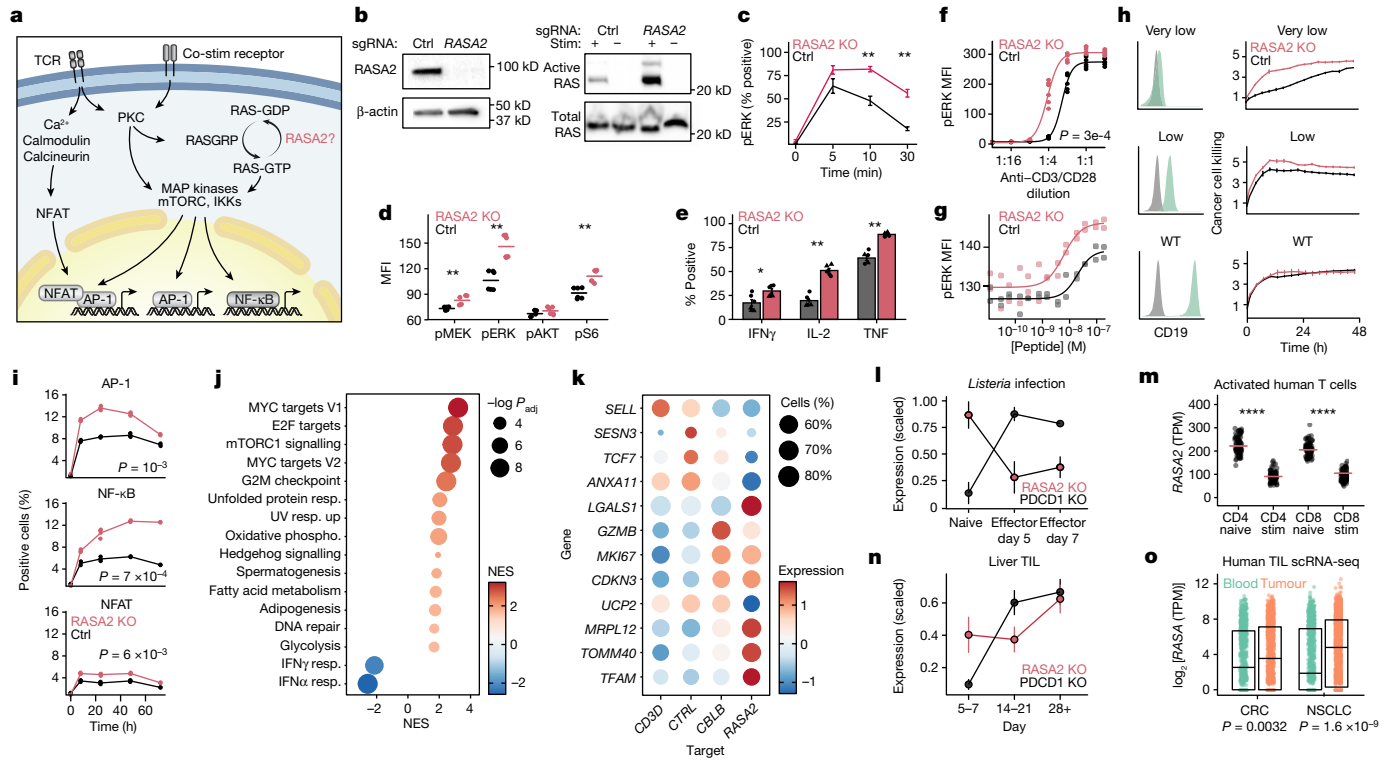 a
TCR
Co-stim receptor
Ca2+
Calmodulin
Calcineurin
PKC
RAS-GDP
RASGRP
RASA2?
RAS-GTP
MAP kinases
mTORC, IKKs
NFAT
NFAT
AP-1
AP-1
NF-κB
b
sgRNA: Ctrl RASA2
RASA2
100 kD
β-actin
50 kD
37 kD
sgRNA: Ctrl RASA2
Stim: + − + −
Active
RAS
20 kD
Total
RAS
20 kD
c
RASA2 KO
Ctrl
** **
pERK (% positive)
100
75
50
25
0
0 5 10 30
Time (min)
d
RASA2 KO
Ctrl
** ** **
MFI
150
120
90
60
pMEK pERK pAKT pS6
e
RASA2 KO
Ctrl
* ** **
% Positive
100
75
50
25
0
IFNγ IL-2 TNF
f
RASA2 KO
Ctrl
pERK MFI
300
200
100
0
P = 3e-4
1:16 1:4 1:1
Anti–CD3/CD28
dilution
g
RASA2 KO
Ctrl
pERK MFI
140
130
10−10 10−9 10−8 10−7
[Peptide] (M)
h
Very low
Low
WT
CD19
Very low
RASA2 KO
Ctrl
5
3
1
Low
5
3
1
WT
5
3
1
Cancer cell killing
0 24 48
Time (h)
i
AP-1
16
12
8
4
P = 10−3
NF-κB
16
12
8
4
P = 7 ×10−4
NFAT
16
12
8
4
RASA2 KO
Ctrl
P = 6 ×10−3
Positive cells (%)
0 20 40 60
Time (h)
j
MYC targets V1
E2F targets
mTORC1 signalling
MYC targets V2
G2M checkpoint
Unfolded protein resp.
UV resp. up
Oxidative phospho.
Hedgehog signalling
Spermatogenesis
Fatty acid metabolism
Adipogenesis
DNA repair
Glycolysis
IFNγ resp.
IFNα resp.
−2 0 2 4
NES
−log Padj
4
6
8
NES
2
0
−2
k
Gene
SELL
SESN3
TCF7
ANXA11
LGALS1
GZMB
MKI67
CDKN3
UCP2
MRPL12
TOMM40
TFAM
CD3D CTRL CBLB RASA2
Target
Cells (%)
60%
70%
80%
Expression
1
0
−1
l
Listeria infection
Expression (scaled)
1.00
0.75
0.50
0.25
0
RASA2 KO
PDCD1 KO
Naive Effector Effector
day 5 day 7
m
Activated human T cells
**** ****
RASA2 (TPM)
400
300
200
100
0
CD4 CD4 CD8 CD8
naive stim naive stim
n
Liver TIL
Expression (scaled)
0.6
0.4
0.2
RASA2 KO
PDCD1 KO
5–7 14–21 28+
Day
o
Human TIL scRNA-seq
Blood Tumour
log2 [RASA (TPM)]
12
8
4
0
CRC NSCLC
P = 0.0032 P = 1.6 ×10−9